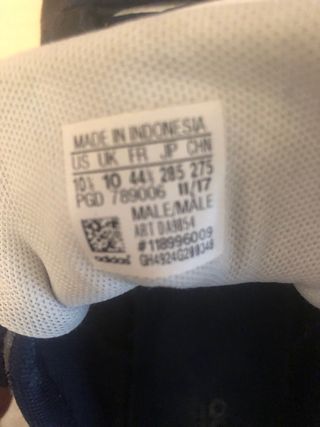 MADE IN INDONESIA
US UK FR JP CHN
10½ 10 44⅔ 285 275
PGD 789006 11/17
MALE/MÂLE
ART DA9854
#118996009
adidas